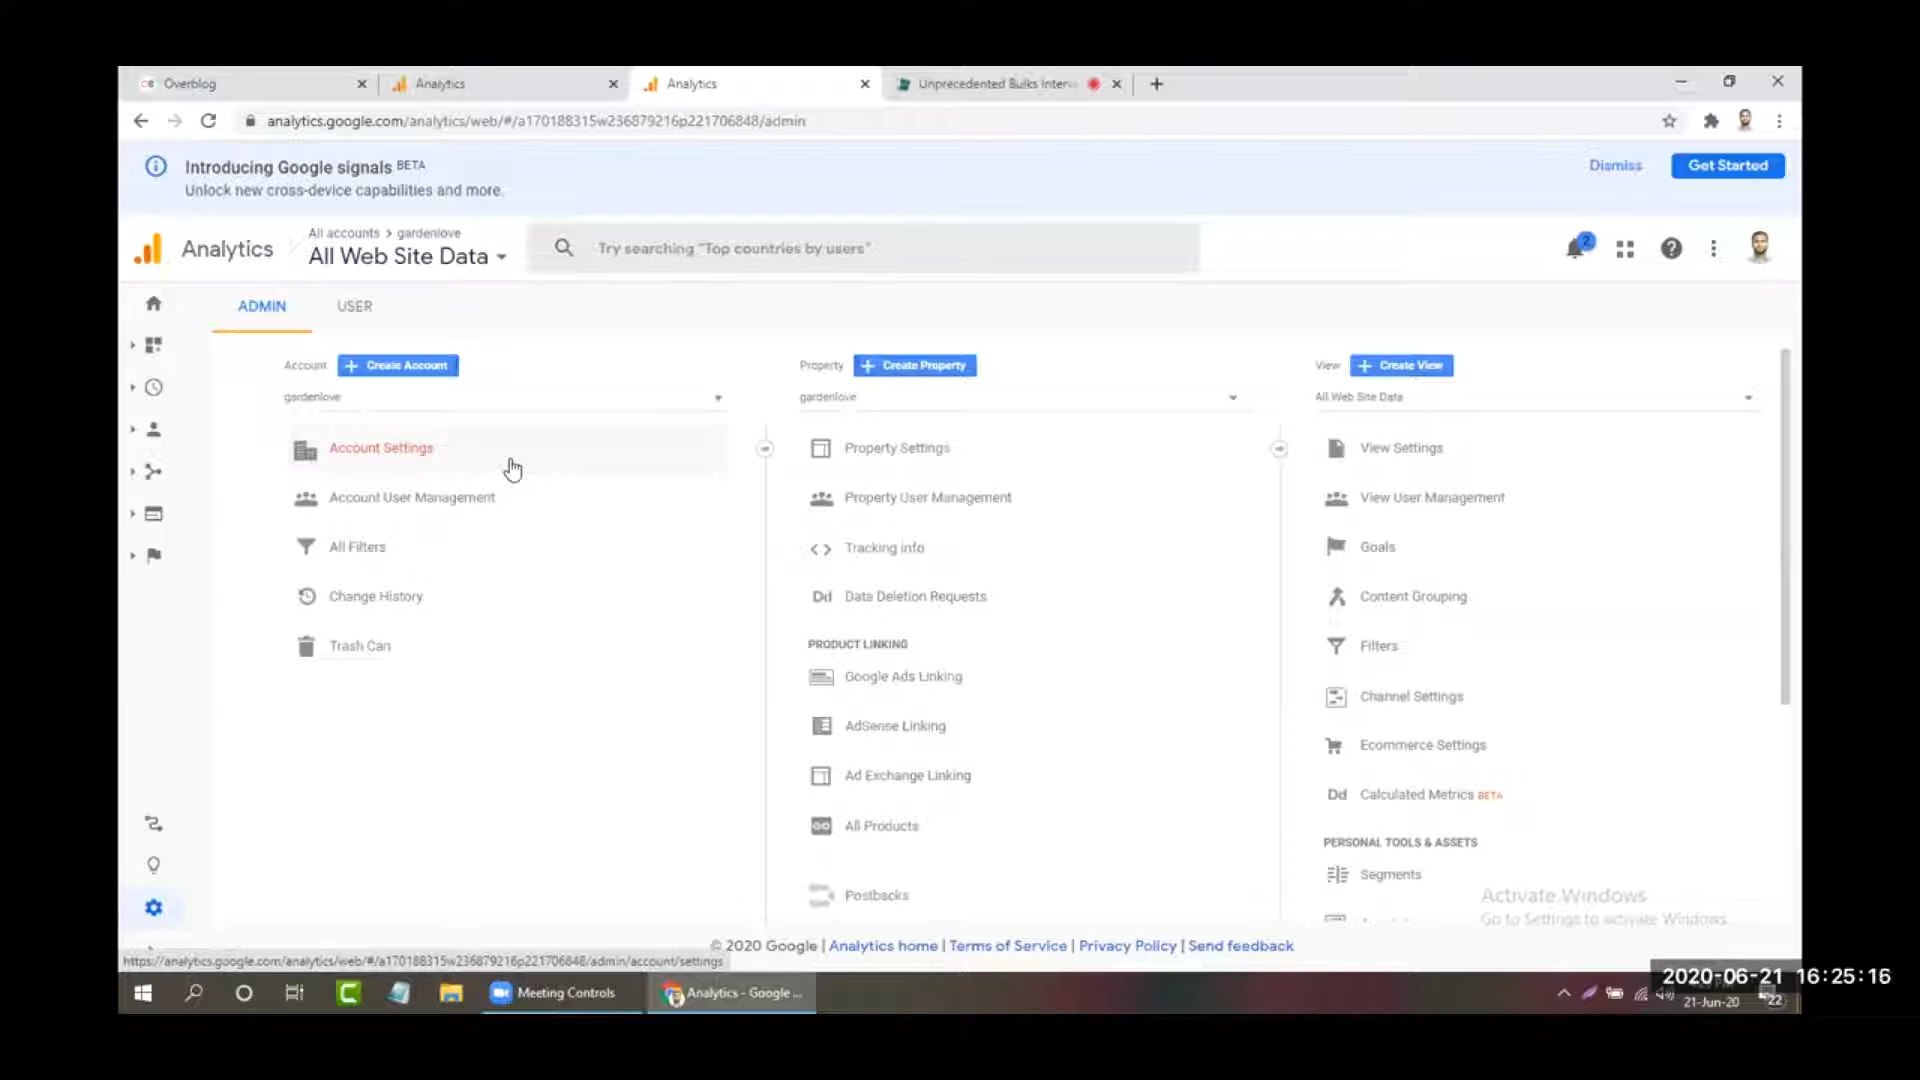 Overblog
Analytics
Analytics
Unprecedented Bulks Interv
analytics.google.com/analytics/web/#/a170188315w236879216p221706848/admin
Introducing Google signals BETA
Unlock new cross-device capabilities and more.
Dismiss
Get Started
Analytics
All accounts > gardenlove
All Web Site Data
Try searching "Top countries by users"
2
ADMIN
USER
Account
Create Account
gardenlove
Account Settings
Account User Management
All Filters
Change History
Trash Can
Property
Create Property
gardenlove
Property Settings
Property User Management
Tracking Info
Dd Data Deletion Requests
PRODUCT LINKING
Google Ads Linking
AdSense Linking
Ad Exchange Linking
All Products
Postbacks
View
Create View
All Web Site Data
View Settings
View User Management
Goals
Content Grouping
Filters
Channel Settings
Ecommerce Settings
Dd Calculated Metrics BETA
PERSONAL TOOLS & ASSETS
Segments
Activate Windows
Go to Settings to activate Windows.
© 2020 Google | Analytics home | Terms of Service | Privacy Policy | Send feedback
https://analytics.google.com/analytics/web/#/a170188315w236879216p221706848/admin/account/settings
Meeting Controls
Analytics - Google ...
2020-06-21 16:25:16
21-Jun-20
22